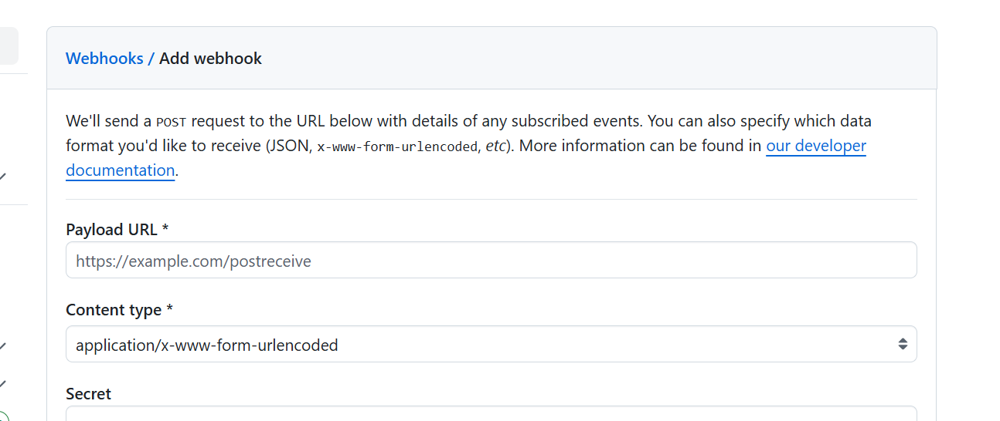 Webhooks / Add webhook
We'll send a POST request to the URL below with details of any subscribed events. You can also specify which data
format you'd like to receive (JSON, x-www-form-urlencoded, etc). More information can be found in our developer
documentation.
Payload URL *
https://example.com/postreceive
Content type *
application/x-www-form-urlencoded
Secret